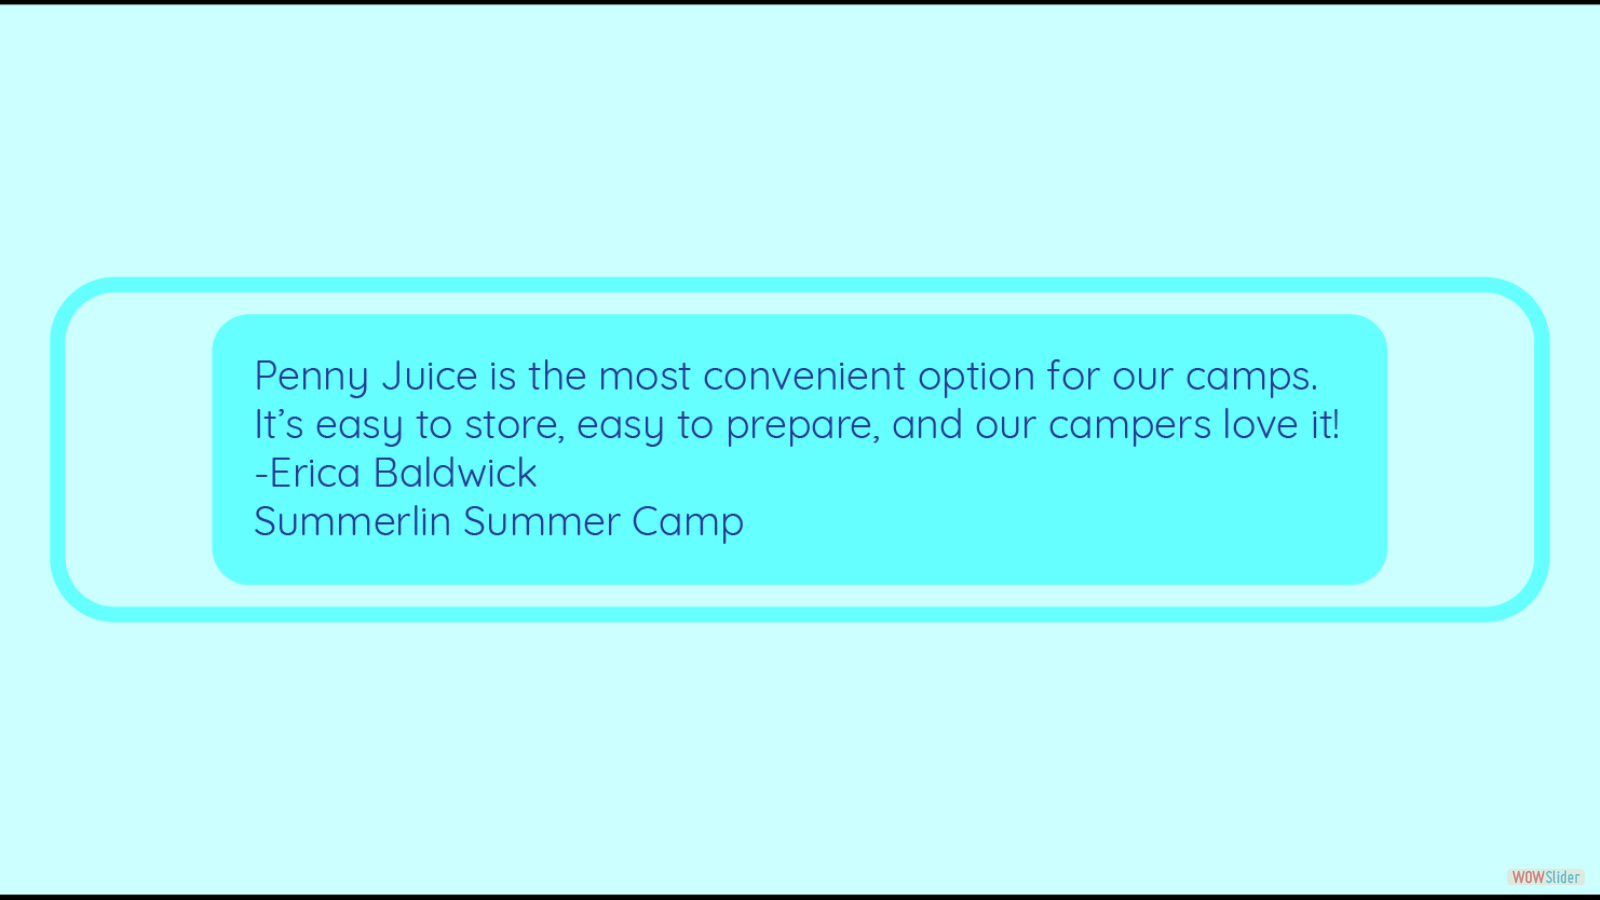 Penny Juice is the most convenient option for our camps.
It’s easy to store, easy to prepare, and our campers love it!
-Erica Baldwick
Summerlin Summer Camp
WOWSlider